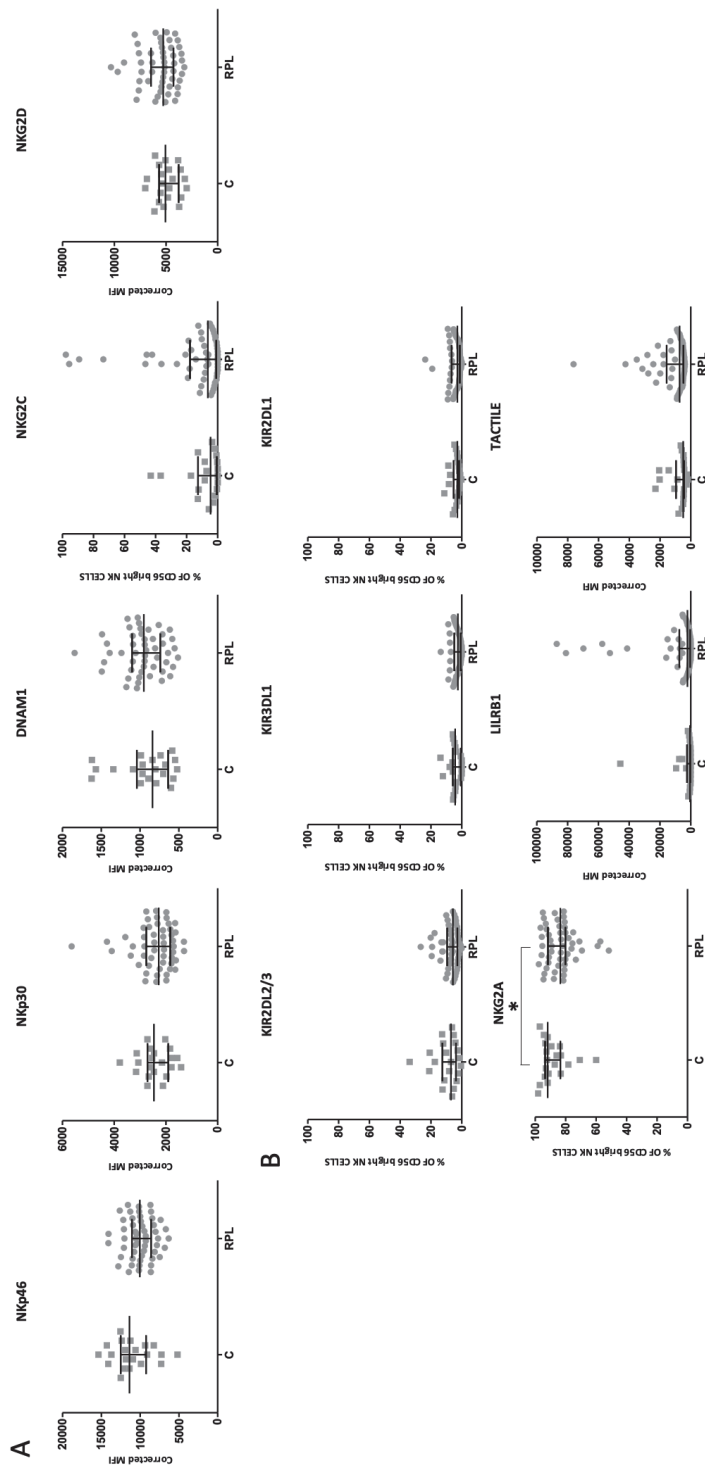 A
NKp46
Corrected MFI
20000
15000
10000
5000
0
C
RPL
NKp30
Corrected MFI
6000
4000
2000
0
C
RPL
DNAM1
Corrected MFI
2000
1500
1000
500
0
C
RPL
NKG2C
% OF CD56 bright NK CELLS
100
80
60
40
20
0
C
RPL
NKG2D
Corrected MFI
15000
10000
5000
0
C
RPL
B
KIR2DL2/3
% OF CD56 bright NK CELLS
100
80
60
40
20
0
C
RPL
KIR3DL1
% OF CD56 bright NK CELLS
100
80
60
40
20
0
C
RPL
KIR2DL1
% OF CD56 bright NK CELLS
100
80
60
40
20
0
C
RPL
NKG2A
*
% OF CD56 bright NK CELLS
100
80
60
40
20
0
C
RPL
LILRB1
Corrected MFI
100000
80000
60000
40000
20000
0
C
RPL
TACTILE
Corrected MFI
10000
8000
6000
4000
2000
0
C
RPL